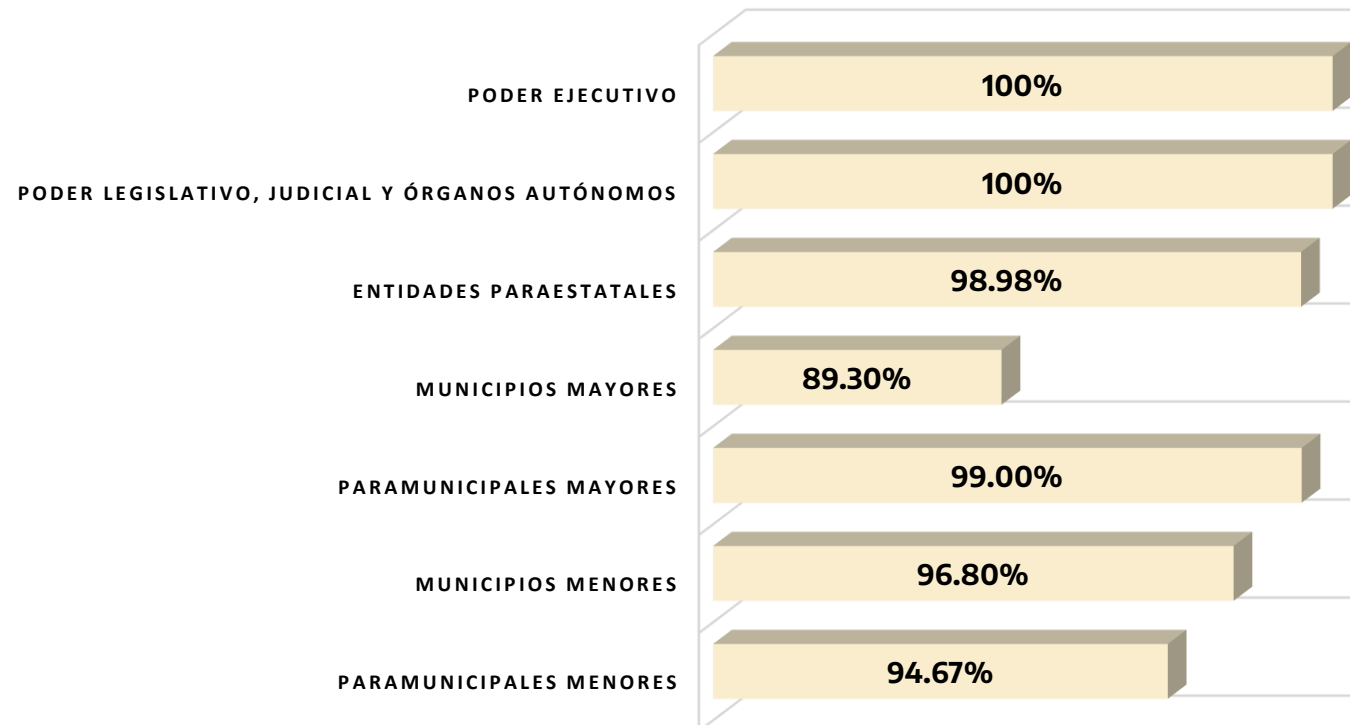 PODER EJECUTIVO 100%
PODER LEGISLATIVO, JUDICIAL Y ÓRGANOS AUTÓNOMOS 100%
ENTIDADES PARAESTATALES 98.98%
MUNICIPIOS MAYORES 89.30%
PARAMUNICIPALES MAYORES 99.00%
MUNICIPIOS MENORES 96.80%
PARAMUNICIPALES MENORES 94.67%